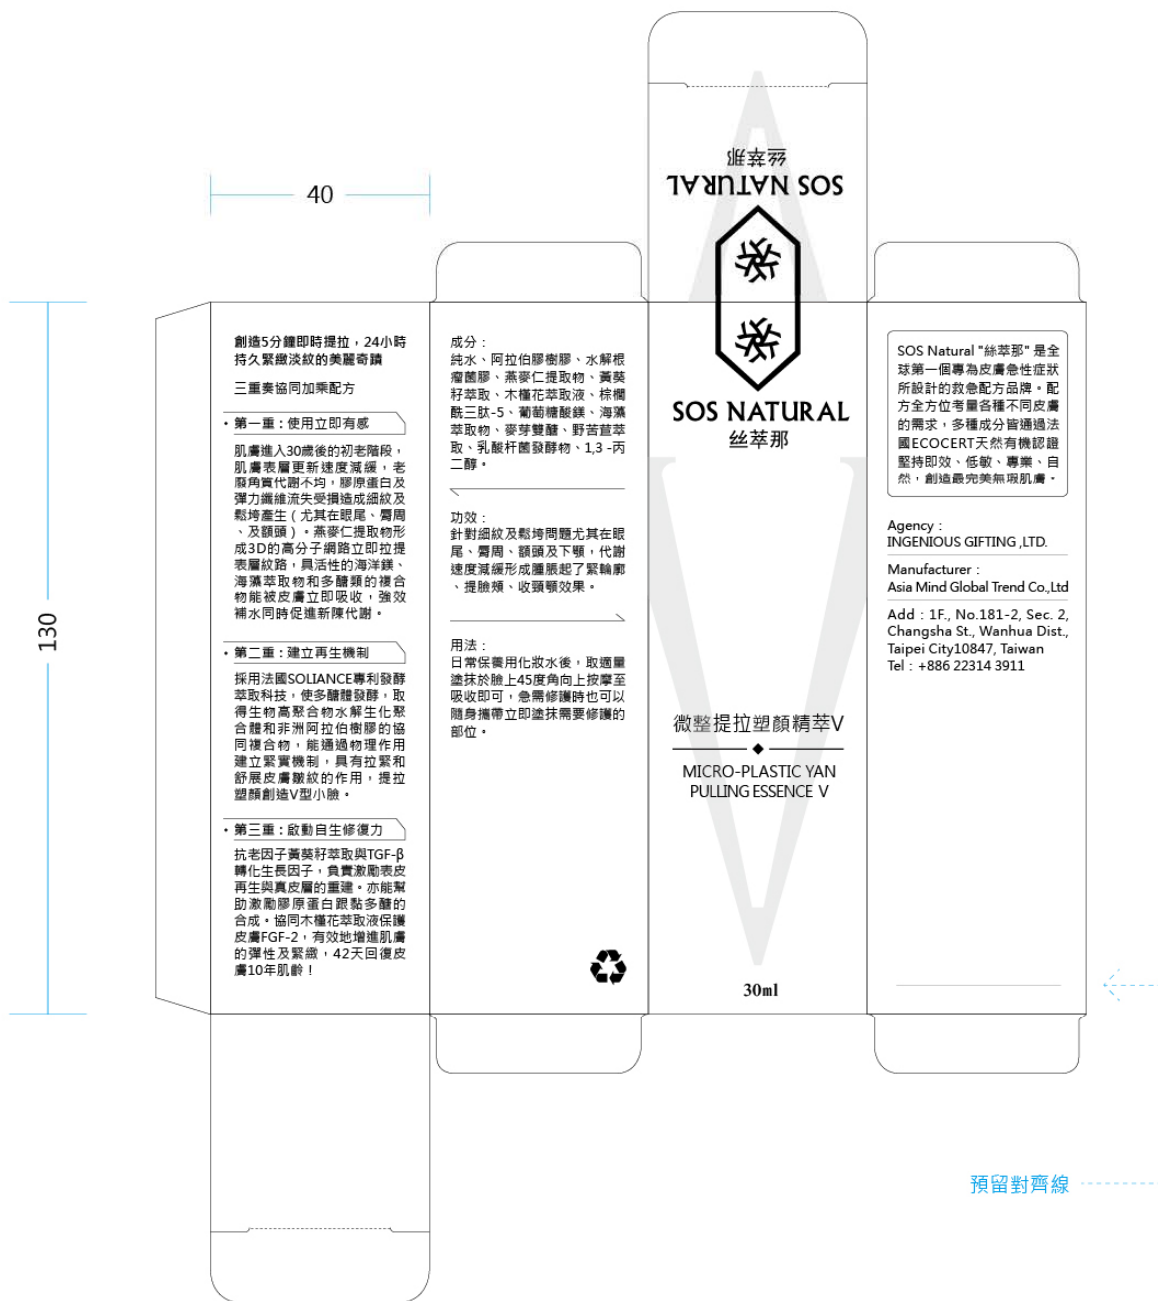 40
130
創造5分鐘即時提拉，24小時
持久緊緻淡紋的美麗奇蹟
三重奏協同加乘配方
・第一重：使用立即有感
肌膚進入30歲後的初老階段，
肌膚表層更新速度減緩，老
廢角質代謝不均，膠原蛋白及
彈力纖維流失受損造成細紋及
鬆垮產生（尤其在眼尾、脣周
、及額頭）。燕麥仁提取物形
成3D的高分子網路立即拉提
表層紋路，具活性的海洋鎂、
海藻萃取物和多醣類的複合
物能被皮膚立即吸收，強效
補水同時促進新陳代謝。
・第二重：建立再生機制
採用法國SOLIANCE專利發酵
萃取科技，使多醣體發酵，取
得生物高聚合物水解生化聚
合體和非洲阿拉伯樹膠的協
同複合物，能通過物理作用
建立緊實機制，具有拉緊和
舒展皮膚皺紋的作用，提拉
塑顏創造V型小臉。
・第三重：啟動自生修復力
抗老因子黃葵籽萃取與TGF-β
轉化生長因子，負責激勵表皮
再生與真皮層的重建。亦能幫
助激勵膠原蛋白跟黏多醣的
合成。協同木槿花萃取液保護
皮膚FGF-2，有效地增進肌膚
的彈性及緊緻，42天回復皮
膚10年肌齡！
成分：
純水、阿拉伯膠樹膠、水解根
瘤菌膠、燕麥仁提取物、黃葵
籽萃取、木槿花萃取液、棕櫚
酰三肽-5、葡萄糖酸鎂、海藻
萃取物、麥芽雙醣、野苦苣萃
取、乳酸杆菌發酵物、1,3 -丙
二醇。
功效：
針對細紋及鬆垮問題尤其在眼
尾、脣周、額頭及下顎，代謝
速度減緩形成腫脹起了緊輪廓
、提臉頰、收頸顎效果。
用法：
日常保養用化妝水後，取適量
塗抹於臉上45度角向上按摩至
吸收即可，急需修護時也可以
隨身攜帶立即塗抹需要修護的
部位。
SOS NATURAL
丝萃那
SOS NATURAL
丝萃那
微整提拉塑顏精萃V
MICRO-PLASTIC YAN
PULLING ESSENCE V
30ml
SOS Natural "絲萃那" 是全
球第一個專為皮膚急性症狀
所設計的救急配方品牌。配
方全方位考量各種不同皮膚
的需求，多種成分皆通過法
國ECOCERT天然有機認證
堅持即效、低敏、專業、自
然，創造最完美無瑕肌膚。
Agency：
INGENIOUS GIFTING ,LTD.
Manufacturer：
Asia Mind Global Trend Co.,Ltd
Add：1F., No.181-2, Sec. 2,
Changsha St., Wanhua Dist.,
Taipei City10847, Taiwan
Tel：+886 22314 3911
預留對齊線